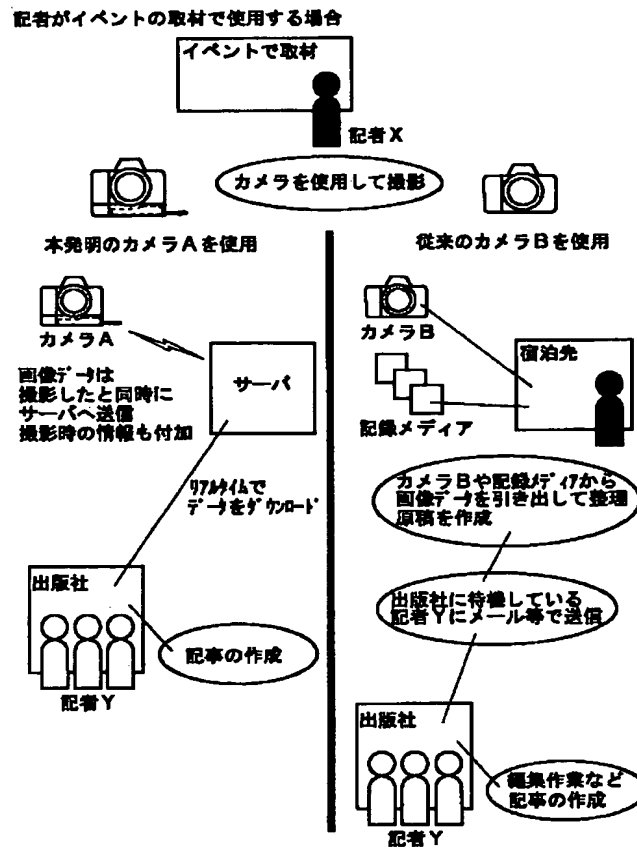 記者がイベントの取材で使用する場合
イベントで取材
記者X
カメラを使用して撮影
本発明のカメラAを使用
従来のカメラBを使用
カメラA
画像データは
撮影したと同時に
サーバへ送信
撮影時の情報も付加
サーバ
リアルタイムで
データをダウンロード
出版社
記事の作成
記者Y
カメラB
記録メディア
宿泊先
カメラBや記録メディアから
画像データを引き出して整理
原稿を作成
出版社に待機している
記者Yにメール等で送信
出版社
編集作業など
記事の作成
記者Y